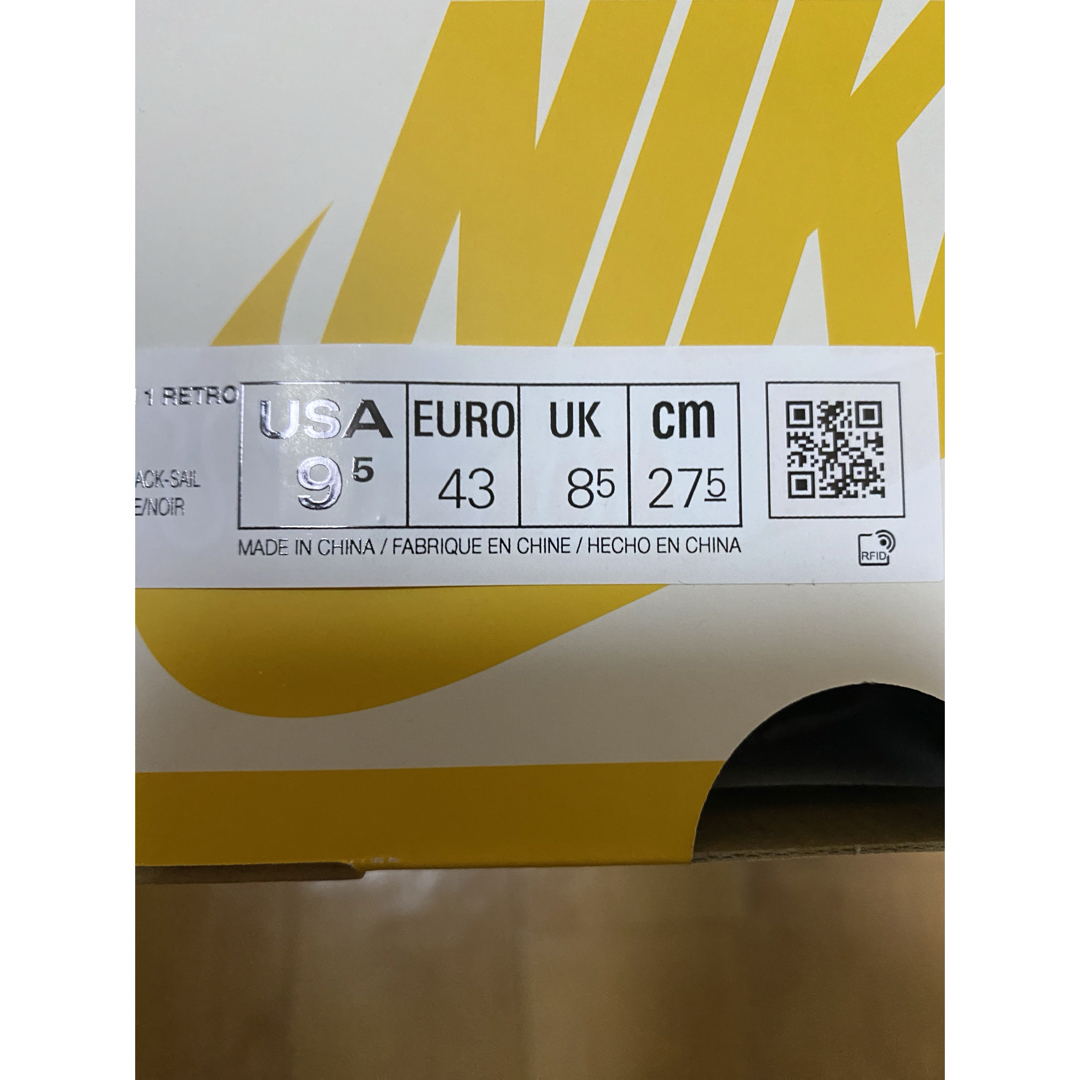 NIK
1 RETRO
USA EURO UK cm
9⁵ 43 8⁵ 27⁵
-SAIL
/NOIR
MADE IN CHINA / FABRIQUE EN CHINE / HECHO EN CHINA
RFID